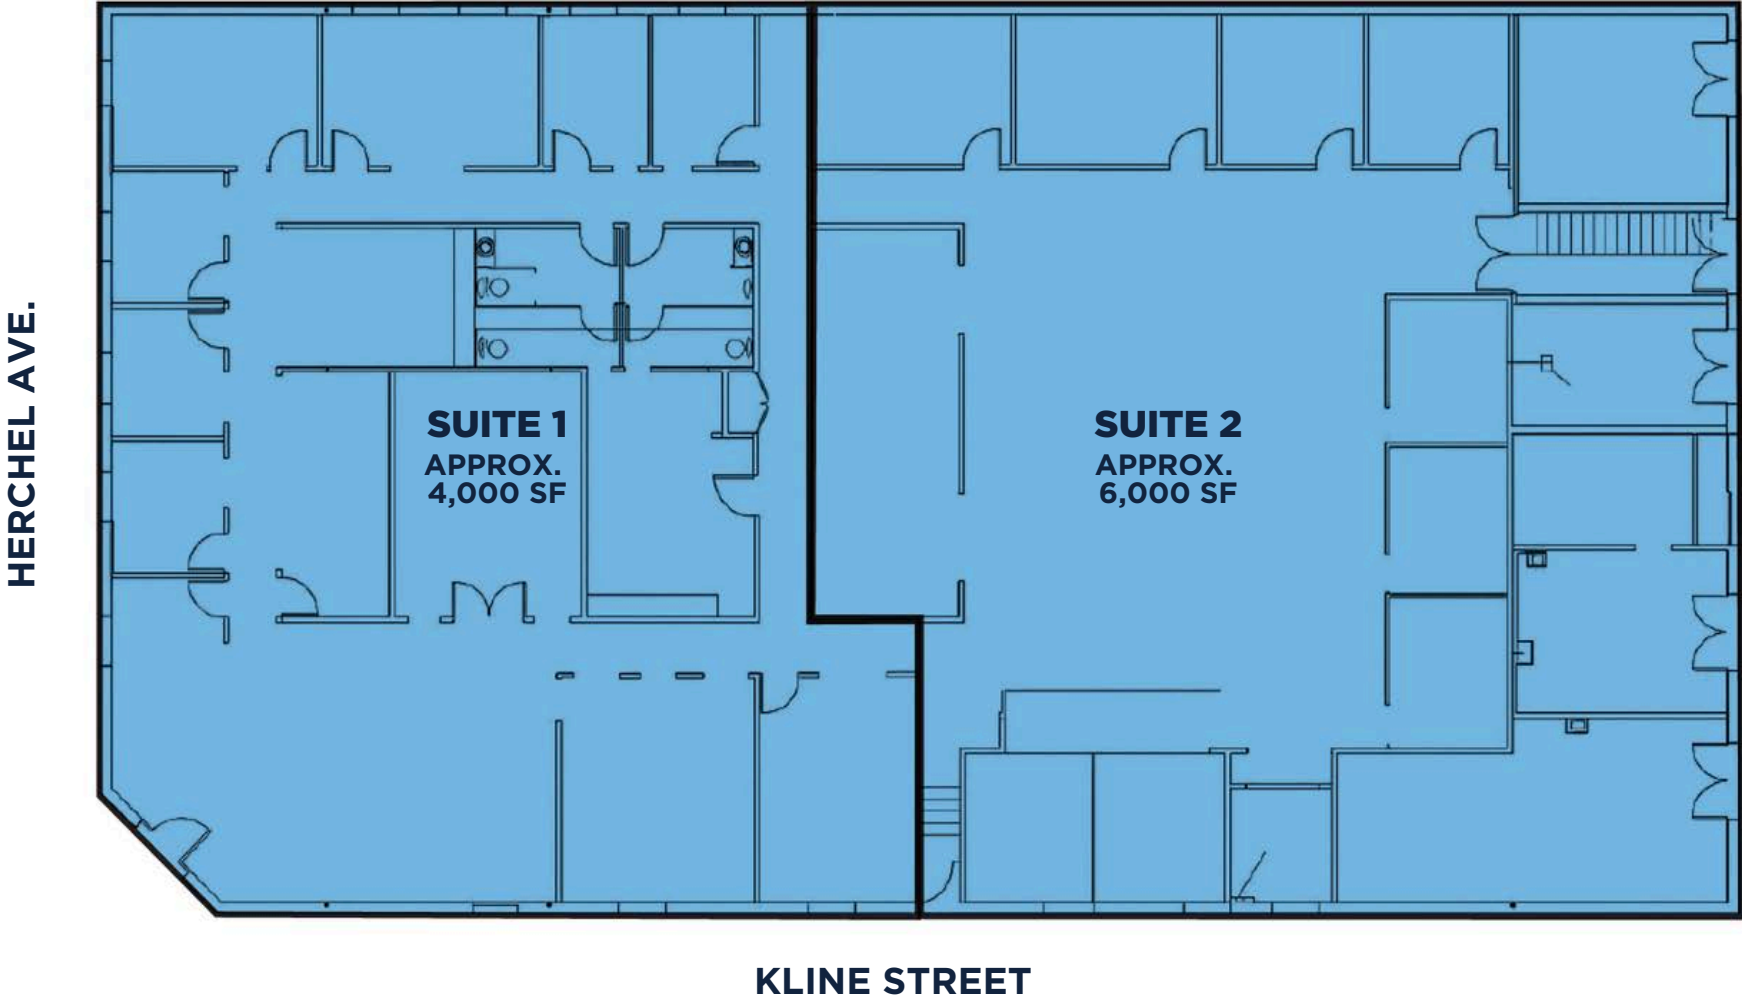 HERCHEL AVE.
SUITE 1
APPROX.
4,000 SF
SUITE 2
APPROX.
6,000 SF
KLINE STREET